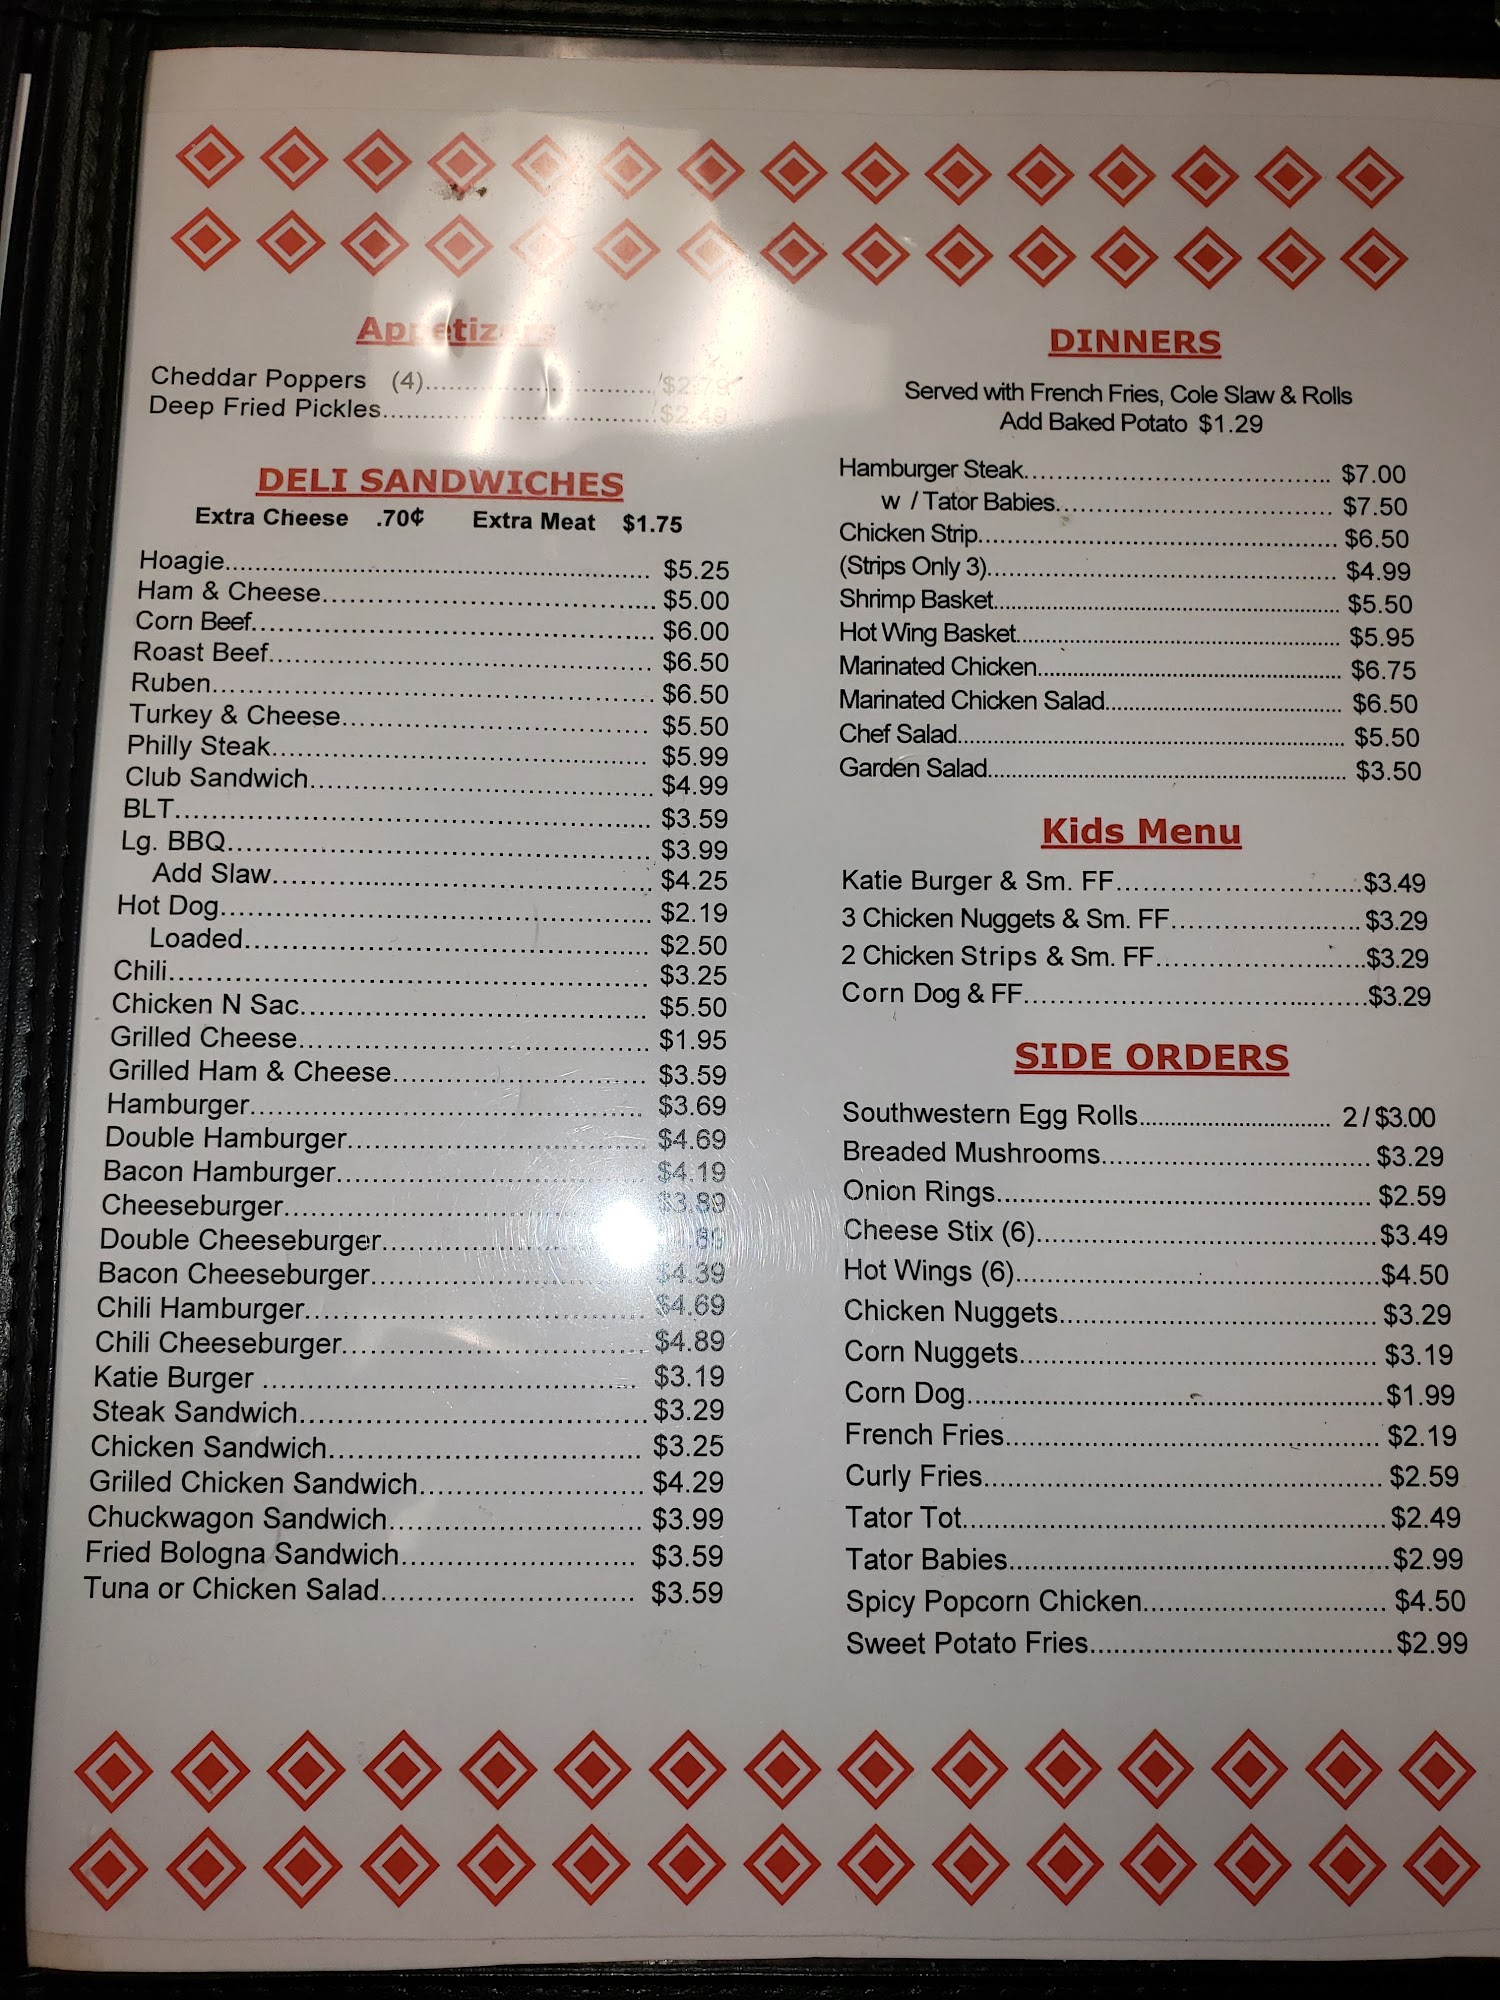 Appetizers
Cheddar Poppers (4)..............................$2.79
Deep Fried Pickles..............................$2.49
DELI SANDWICHES
Extra Cheese .70¢ Extra Meat $1.75
Hoagie.............................. $5.25
Ham & Cheese.............................. $5.00
Corn Beef.............................. $6.00
Roast Beef.............................. $6.50
Ruben.............................. $6.50
Turkey & Cheese.............................. $5.50
Philly Steak.............................. $5.99
Club Sandwich.............................. $4.99
BLT.............................. $3.59
Lg. BBQ.............................. $3.99
Add Slaw.............................. $4.25
Hot Dog.............................. $2.19
Loaded.............................. $2.50
Chili.............................. $3.25
Chicken N Sac.............................. $5.50
Grilled Cheese.............................. $1.95
Grilled Ham & Cheese.............................. $3.59
Hamburger.............................. $3.69
Double Hamburger.............................. $4.69
Bacon Hamburger.............................. $4.19
Cheeseburger.............................. $3.89
Double Cheeseburger..............................
Bacon Cheeseburger.............................. $4.39
Chili Hamburger.............................. $4.69
Chili Cheeseburger.............................. $4.89
Katie Burger .............................. $3.19
Steak Sandwich.............................. $3.29
Chicken Sandwich.............................. $3.25
Grilled Chicken Sandwich.............................. $4.29
Chuckwagon Sandwich.............................. $3.99
Fried Bologna Sandwich.............................. $3.59
Tuna or Chicken Salad.............................. $3.59
DINNERS
Served with French Fries, Cole Slaw & Rolls
Add Baked Potato $1.29
Hamburger Steak.............................. $7.00
w / Tator Babies.............................. $7.50
Chicken Strip.............................. $6.50
(Strips Only 3).............................. $4.99
Shrimp Basket.............................. $5.50
Hot Wing Basket.............................. $5.95
Marinated Chicken.............................. $6.75
Marinated Chicken Salad.............................. $6.50
Chef Salad.............................. $5.50
Garden Salad.............................. $3.50
Kids Menu
Katie Burger & Sm. FF..............................$3.49
3 Chicken Nuggets & Sm. FF..............................$3.29
2 Chicken Strips & Sm. FF..............................$3.29
Corn Dog & FF..............................$3.29
SIDE ORDERS
Southwestern Egg Rolls.............................. 2 / $3.00
Breaded Mushrooms.............................. $3.29
Onion Rings.............................. $2.59
Cheese Stix (6)..............................$3.49
Hot Wings (6)..............................$4.50
Chicken Nuggets.............................. $3.29
Corn Nuggets.............................. $3.19
Corn Dog..............................$1.99
French Fries.............................. $2.19
Curly Fries.............................. $2.59
Tator Tot..............................$2.49
Tator Babies..............................$2.99
Spicy Popcorn Chicken.............................. $4.50
Sweet Potato Fries..............................$2.99